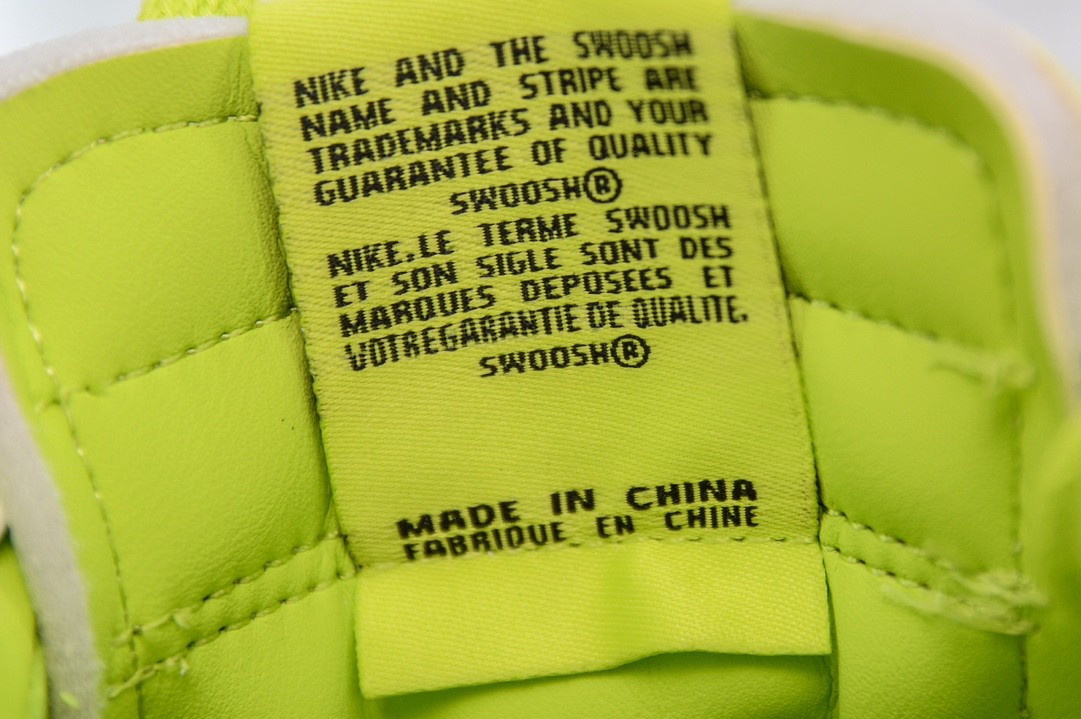 NIKE AND THE SWOOSH
NAME AND STRIPE ARE
TRADEMARKS AND YOUR
GUARANTEE OF QUALITY
SWOOSH®
NIKE.LE TERME SWOOSH
ET SON SIGLE SONT DES
MARQUES DEPOSEES ET
VOTREGARANTIE DE QUALITE.
SWOOSH®
MADE IN CHINA
FABRIQUE EN CHINE